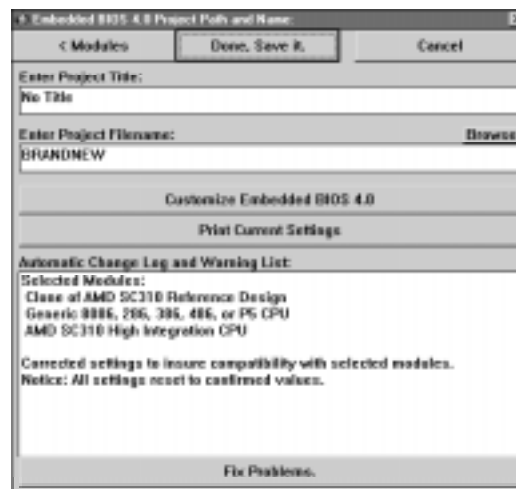 Embedded BIOS 4.0 Project Path and Name:
< Modules
Done, Save it.
Cancel
Enter Project Title:
No Title
Enter Project Filename:
Browse
BRANDNEW
Customize Embedded BIOS 4.0
Print Current Settings
Automatic Change Log and Warning List:
Selected Modules:
Clone of AMD SC310 Reference Design
Generic 8086, 286, 386, 486, or P5 CPU
AMD SC310 High Integration CPU
Corrected settings to insure compatibility with selected modules.
Notice: All settings reset to confirmed values.
Fix Problems.